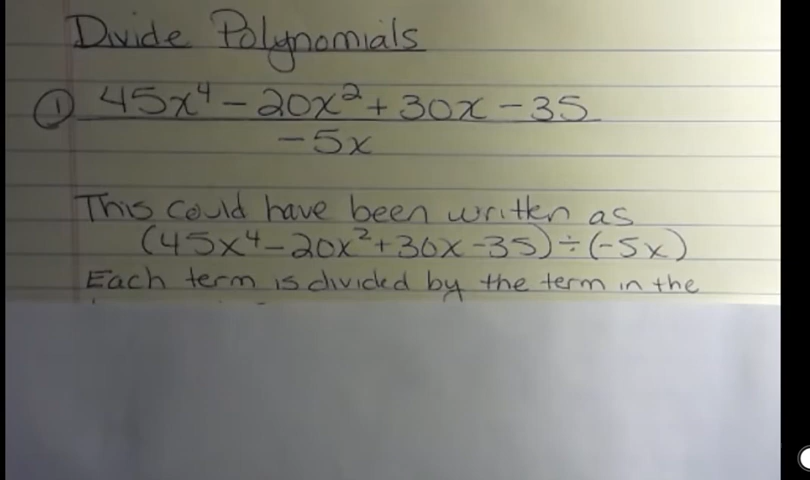 Divide Polynomials
① 45x⁴ - 20x² + 30x - 35
-5x
This could have been written as
(45x⁴ - 20x² + 30x - 35) ÷ (-5x)
Each term is divided by the term in the